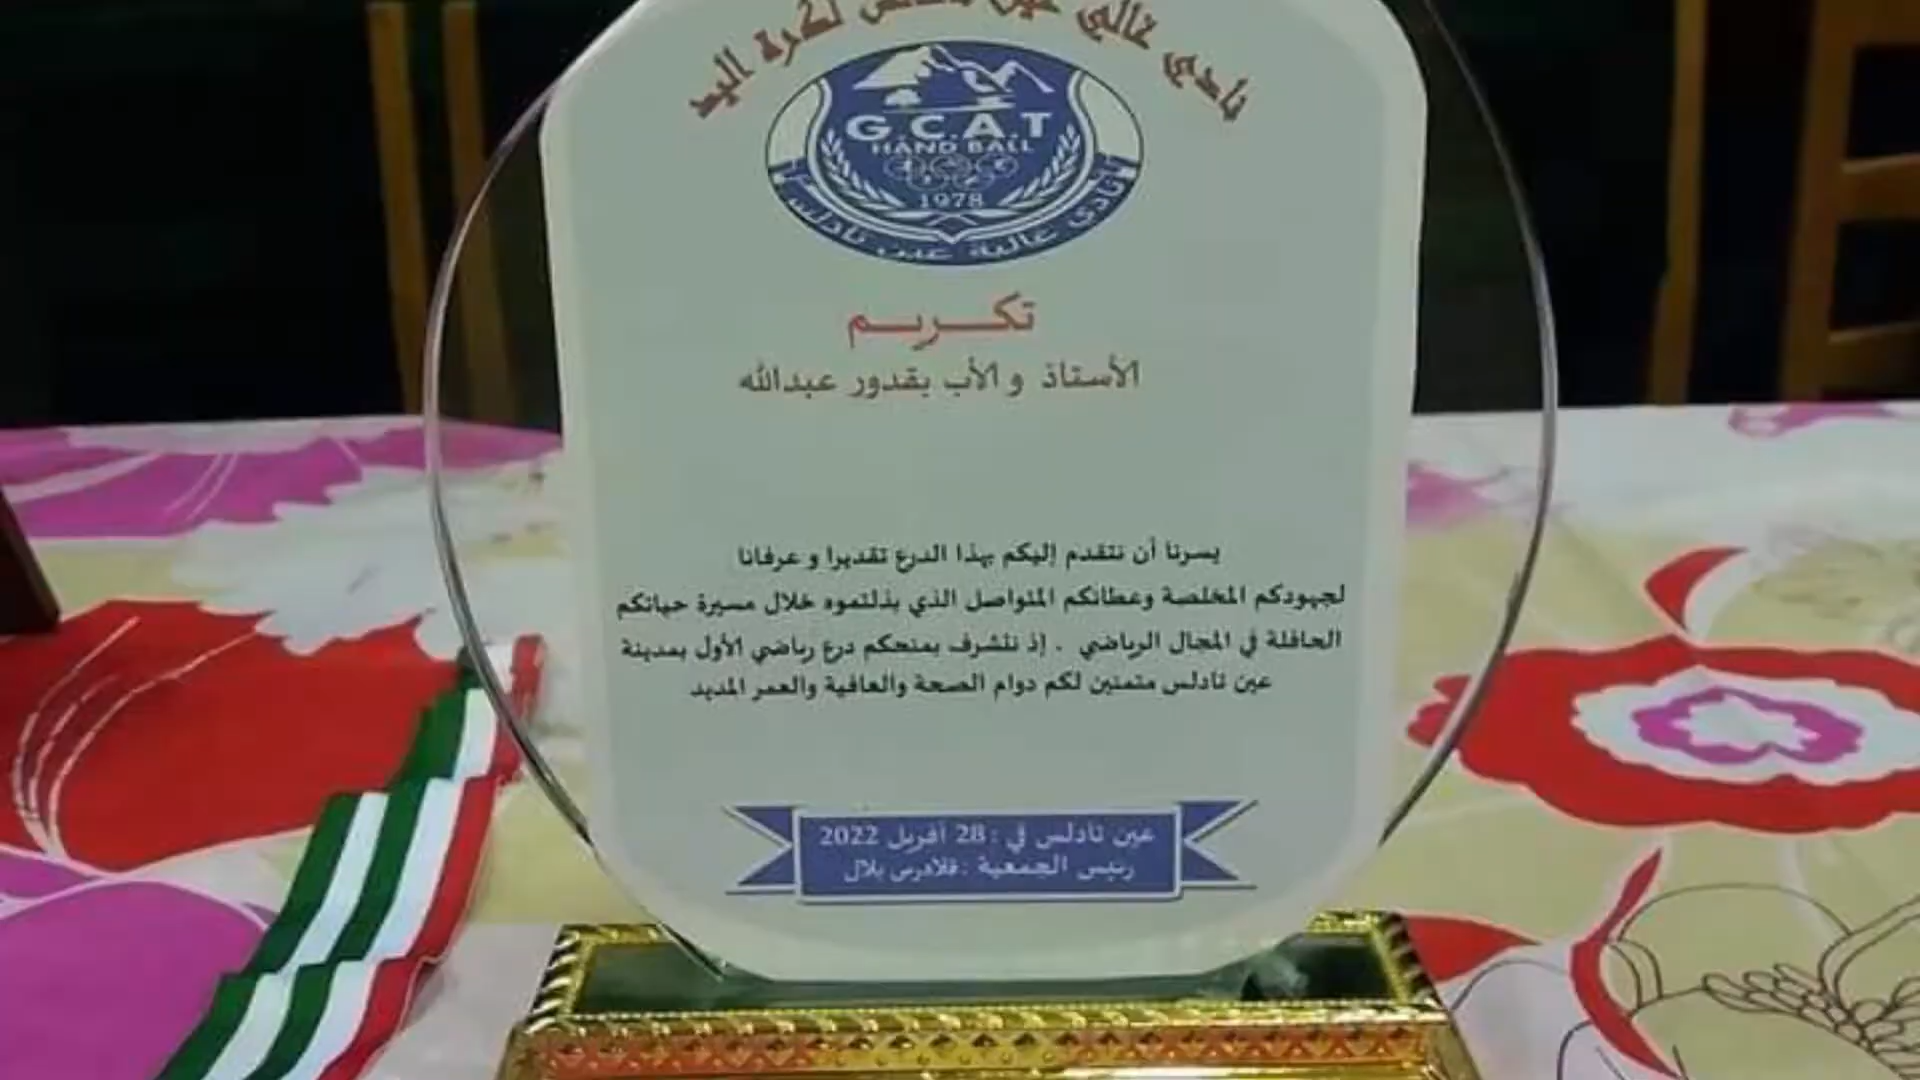 نادي غالي عين تادلس لكرة اليد
G.C.A.T
HAND BALL
1978
نادي غالية عين تادلس
تكريم
الأستاذ و الأب بقدور عبدالله
يسرنا أن نتقدم إليكم بهذا الدرع تقديرا و عرفانا
لجهودكم المخلصة وعطائكم المتواصل الذي بذلتموه خلال مسيرة حياتكم
الحافلة في المجال الرياضي . إذ نتشرف بمنحكم درع رياضي الأول بمدينة
عين تادلس متمنين لكم دوام الصحة والعافية والعمر المديد
عين تادلس في : 28 أفريل 2022
رئيس الجمعية : فلادرس بلال